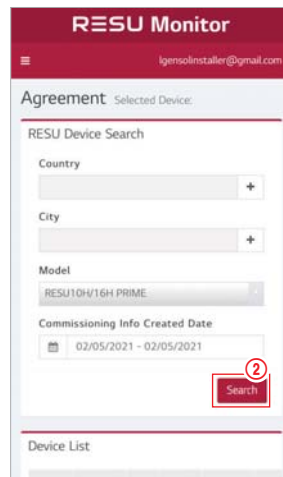 RESU Monitor
lgensolinstaller@gmail.com
Agreement Selected Device:
RESU Device Search
Country
+
City
+
Model
RESU10H/16H PRIME
Commissioning Info Created Date
02/05/2021 - 02/05/2021
②
Search
Device List